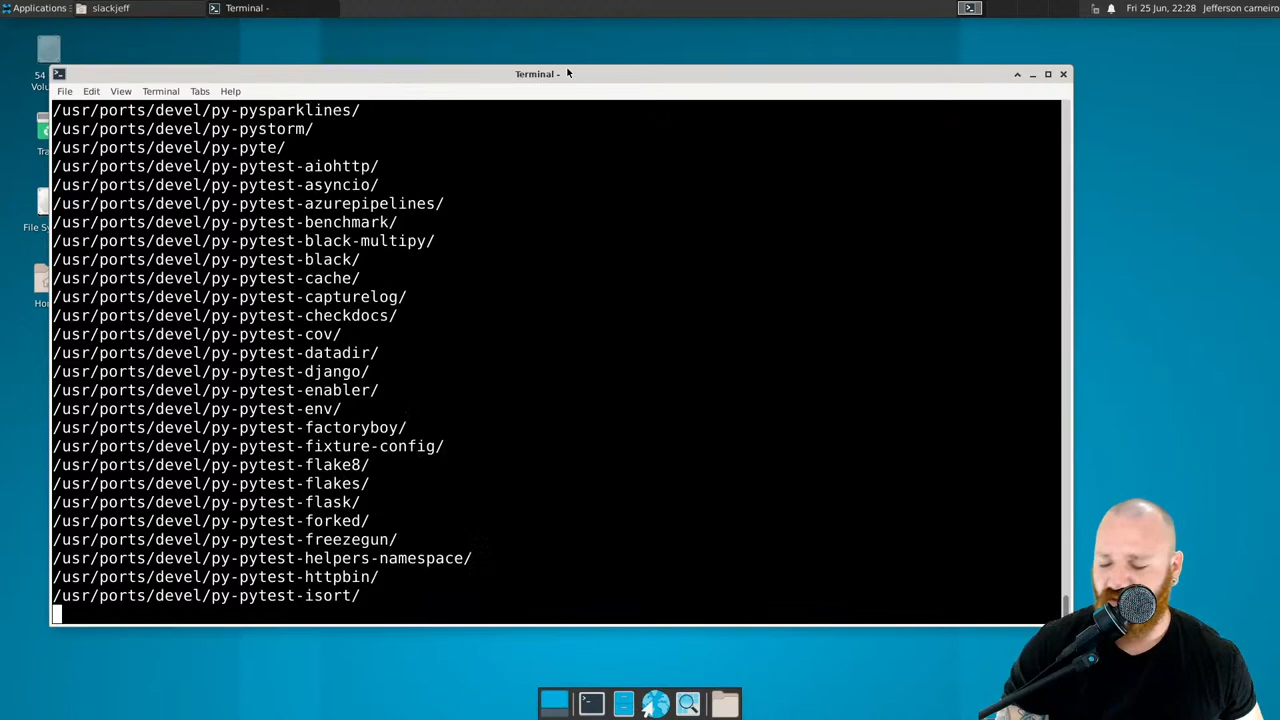 Applications
slackjeff
Terminal -
Fri 25 Jun, 22:28
Jefferson carneiro
54
Volu
Terminal -
File Edit View Terminal Tabs Help
/usr/ports/devel/py-pysparklines/
/usr/ports/devel/py-pystorm/
/usr/ports/devel/py-pyte/
/usr/ports/devel/py-pytest-aiohttp/
/usr/ports/devel/py-pytest-asyncio/
/usr/ports/devel/py-pytest-azurepipelines/
/usr/ports/devel/py-pytest-benchmark/
/usr/ports/devel/py-pytest-black-multipy/
/usr/ports/devel/py-pytest-black/
/usr/ports/devel/py-pytest-cache/
/usr/ports/devel/py-pytest-capturelog/
/usr/ports/devel/py-pytest-checkdocs/
/usr/ports/devel/py-pytest-cov/
/usr/ports/devel/py-pytest-datadir/
/usr/ports/devel/py-pytest-django/
/usr/ports/devel/py-pytest-enabler/
/usr/ports/devel/py-pytest-env/
/usr/ports/devel/py-pytest-factoryboy/
/usr/ports/devel/py-pytest-fixture-config/
/usr/ports/devel/py-pytest-flake8/
/usr/ports/devel/py-pytest-flakes/
/usr/ports/devel/py-pytest-flask/
/usr/ports/devel/py-pytest-forked/
/usr/ports/devel/py-pytest-freezegun/
/usr/ports/devel/py-pytest-helpers-namespace/
/usr/ports/devel/py-pytest-httpbin/
/usr/ports/devel/py-pytest-isort/
Tra
File Sy
Ho